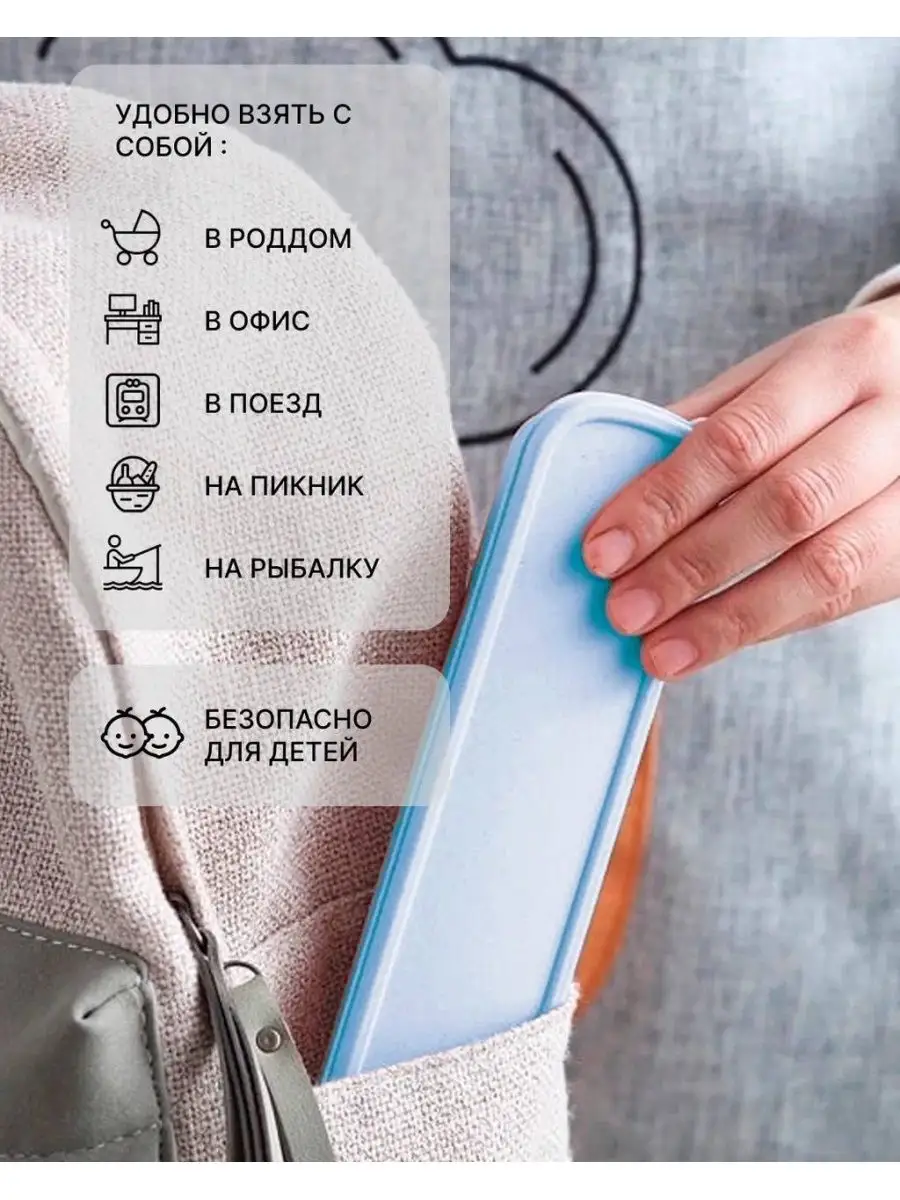 УДОБНО ВЗЯТЬ С
СОБОЙ :
В РОДДОМ
В ОФИС
В ПОЕЗД
НА ПИКНИК
НА РЫБАЛКУ
БЕЗОПАСНО
ДЛЯ ДЕТЕЙ